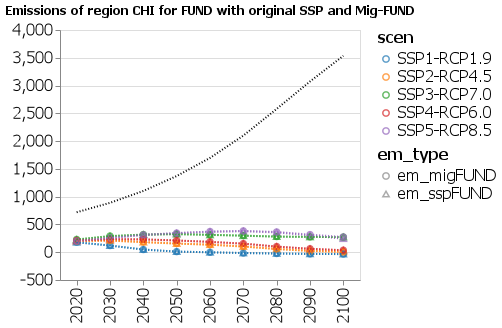 Emissions of region CHI for FUND with original SSP and Mig-FUND
4,000
3,500
3,000
2,500
2,000
1,500
1,000
500
0
-500
2020
2030
2040
2050
2060
2070
2080
2090
2100
scen
SSP1-RCP1.9
SSP2-RCP4.5
SSP3-RCP7.0
SSP4-RCP6.0
SSP5-RCP8.5
em_type
em_migFUND
em_sspFUND